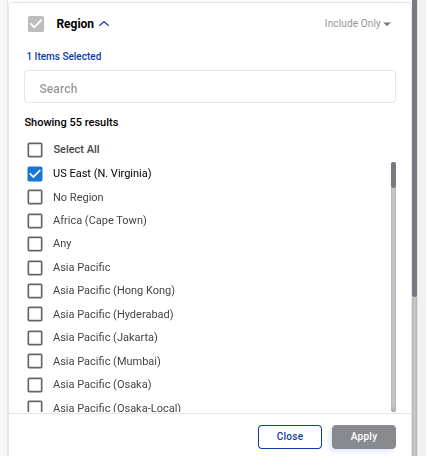 Region Include Only
1 Items Selected
Search
Showing 55 results
Select All
US East (N. Virginia)
No Region
Africa (Cape Town)
Any
Asia Pacific
Asia Pacific (Hong Kong)
Asia Pacific (Hyderabad)
Asia Pacific (Jakarta)
Asia Pacific (Mumbai)
Asia Pacific (Osaka)
Asia Pacific (Osaka-Local)
Close Apply